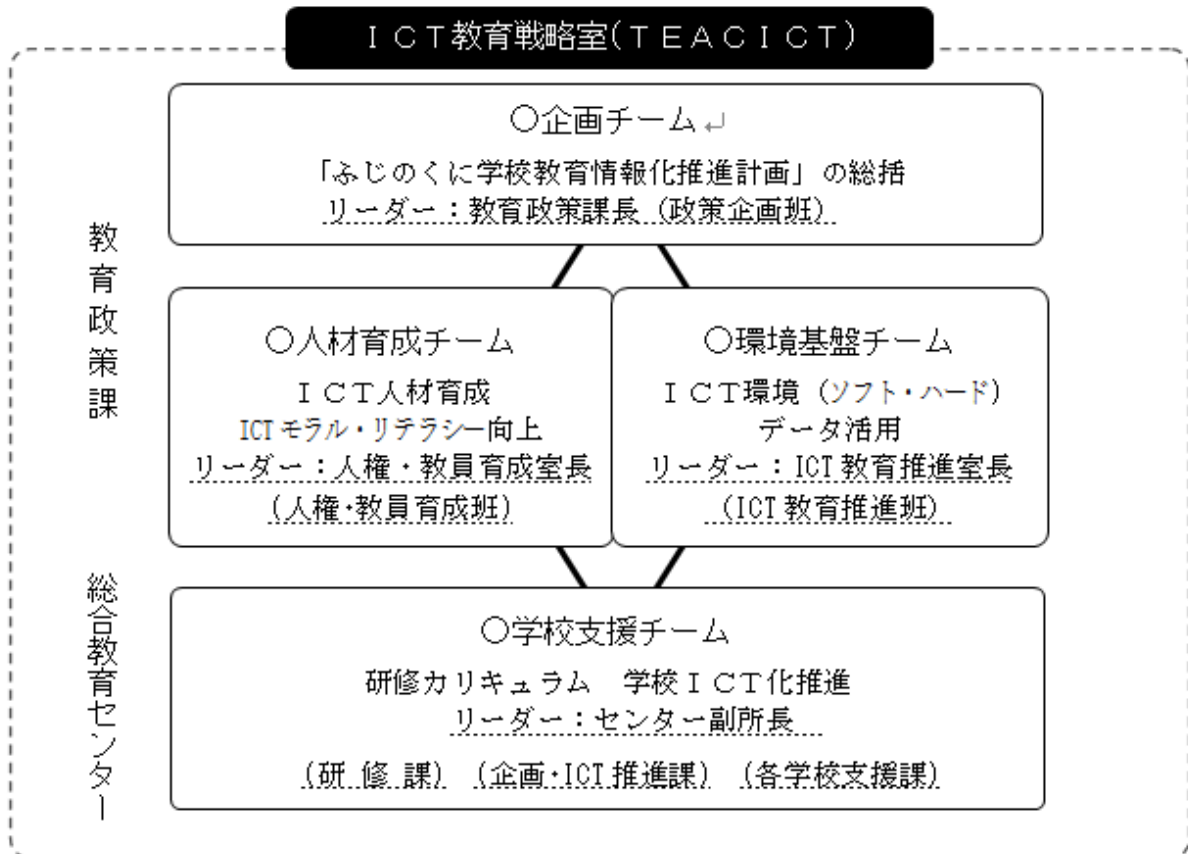 ＩＣＴ教育戦略室(ＴＥＡＣＩＣＴ)
教育政策課
〇企画チーム↵
「ふじのくに学校教育情報化推進計画」の総括
リーダー：教育政策課長（政策企画班）
〇人材育成チーム
ＩＣＴ人材育成
ICTモラル・リテラシー向上
リーダー：人権・教員育成室長
(人権・教員育成班)
〇環境基盤チーム
ＩＣＴ環境（ソフト・ハード）
データ活用
リーダー：ICT教育推進室長
(ICT教育推進班)
総合教育センター
〇学校支援チーム
研修カリキュラム　学校ＩＣＴ化推進
リーダー：センター副所長
(研 修 課)　(企画・ICT推進課)　(各学校支援課)